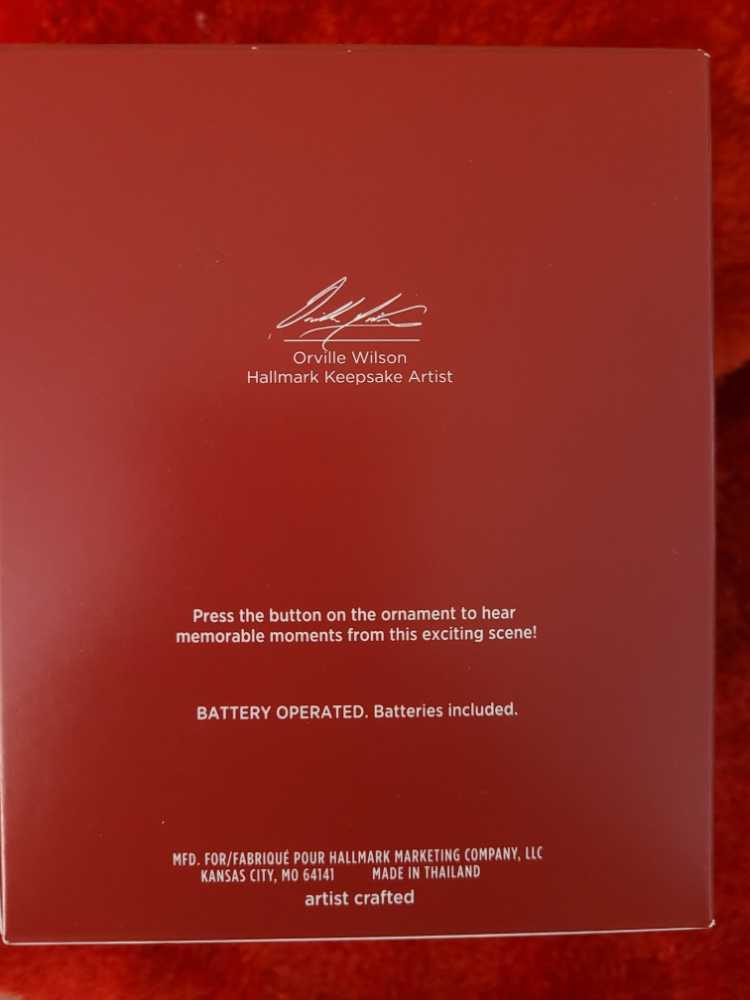 Orville Wilson
Orville Wilson
Hallmark Keepsake Artist
Press the button on the ornament to hear
memorable moments from this exciting scene!
BATTERY OPERATED. Batteries included.
MFD. FOR/FABRIQUÉ POUR HALLMARK MARKETING COMPANY, LLC
KANSAS CITY, MO 64141 MADE IN THAILAND
artist crafted